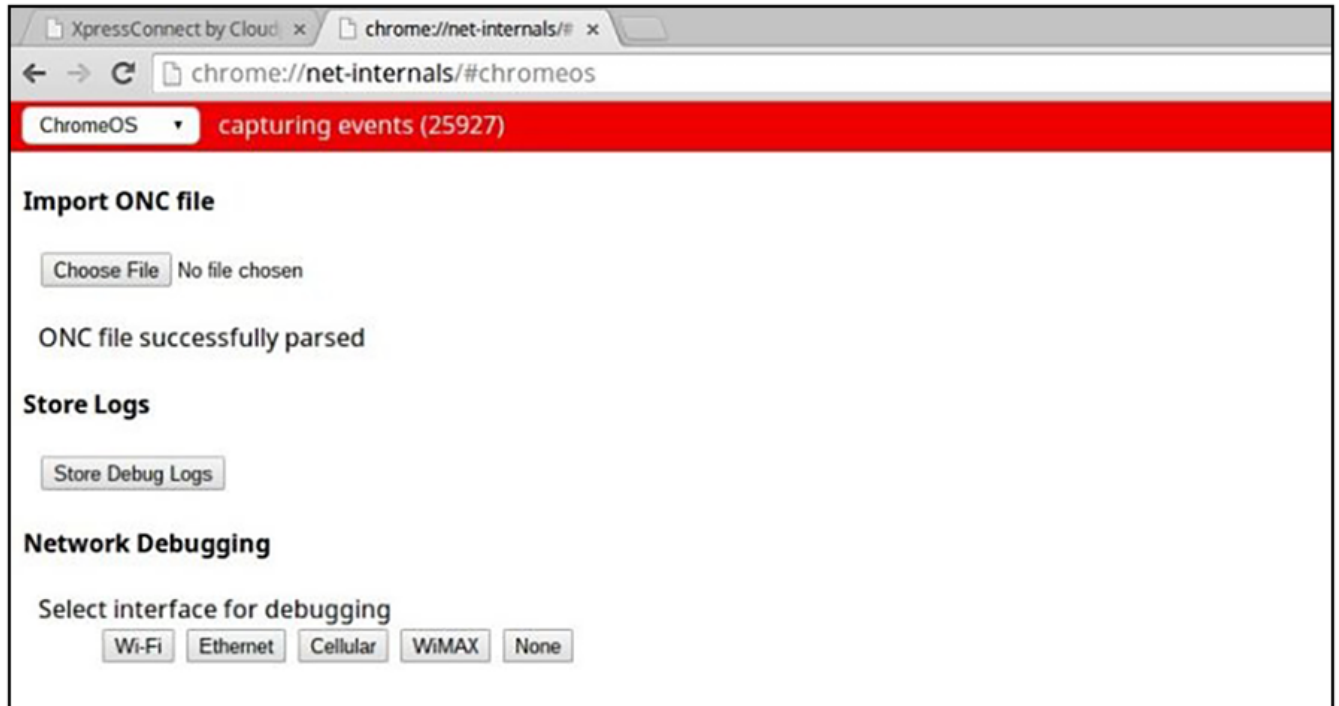 XpressConnect by Cloud × chrome://net-internals/# ×
chrome://net-internals/#chromeos
ChromeOS capturing events (25927)
Import ONC file
Choose File No file chosen
ONC file successfully parsed
Store Logs
Store Debug Logs
Network Debugging
Select interface for debugging
Wi-Fi Ethernet Cellular WiMAX None